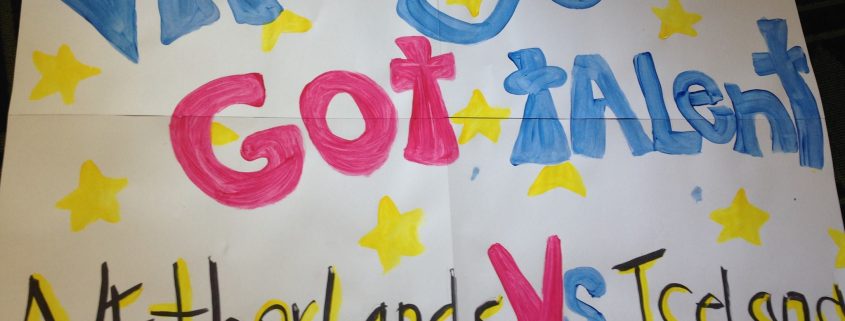 Got tALent
Netherlands Vs Iceland